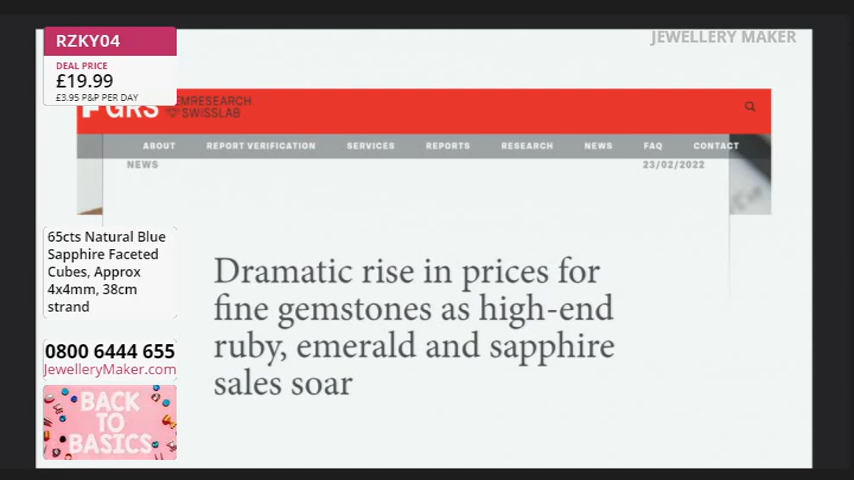 RZKY04
JEWELLERY MAKER
DEAL PRICE
£19.99
£3.95 P&P PER DAY
GRS
EMRESEARCH
SWISSLAB
ABOUT REPORT VERIFICATION SERVICES REPORTS RESEARCH NEWS FAQ CONTACT
NEWS 23/02/2022
65cts Natural Blue
Sapphire Faceted
Cubes, Approx
4x4mm, 38cm
strand
Dramatic rise in prices for
fine gemstones as high-end
ruby, emerald and sapphire
sales soar
0800 6444 655
JewelleryMaker.com
BACK
TO
BASICS